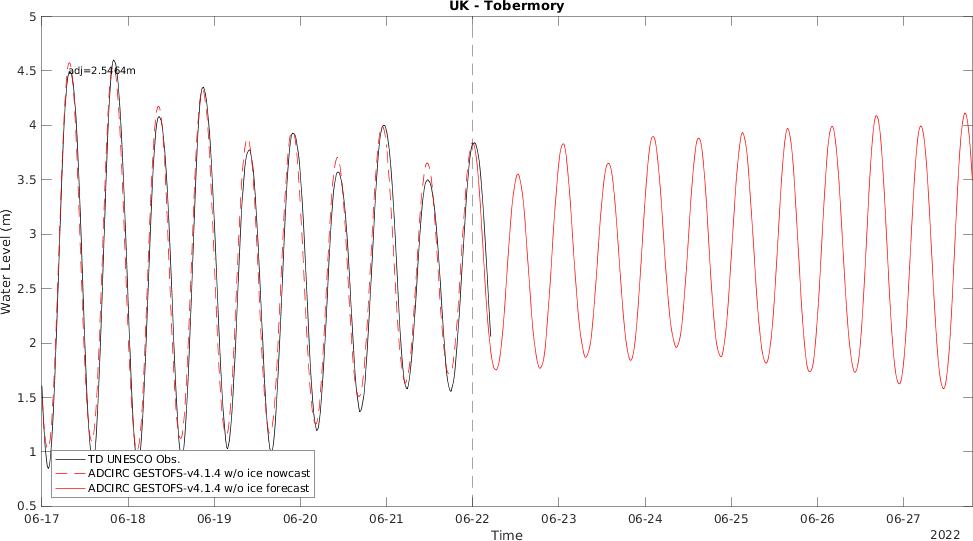 UK - Tobermory
5
4.5
4
3.5
3
2.5
2
1.5
1
0.5
Water Level (m)
adj=2.5464m
TD UNESCO Obs.
ADCIRC GESTOFS-v4.1.4 w/o ice nowcast
ADCIRC GESTOFS-v4.1.4 w/o ice forecast
06-17 06-18 06-19 06-20 06-21 06-22 06-23 06-24 06-25 06-26 06-27
Time
2022